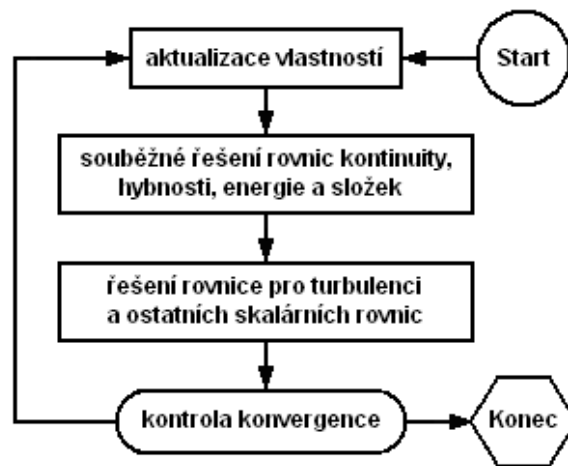 aktualizace vlastností
Start
souběžné řešení rovnic kontinuity,
hybnosti, energie a složek
řešení rovnice pro turbulenci
a ostatních skalárních rovnic
kontrola konvergence
Konec